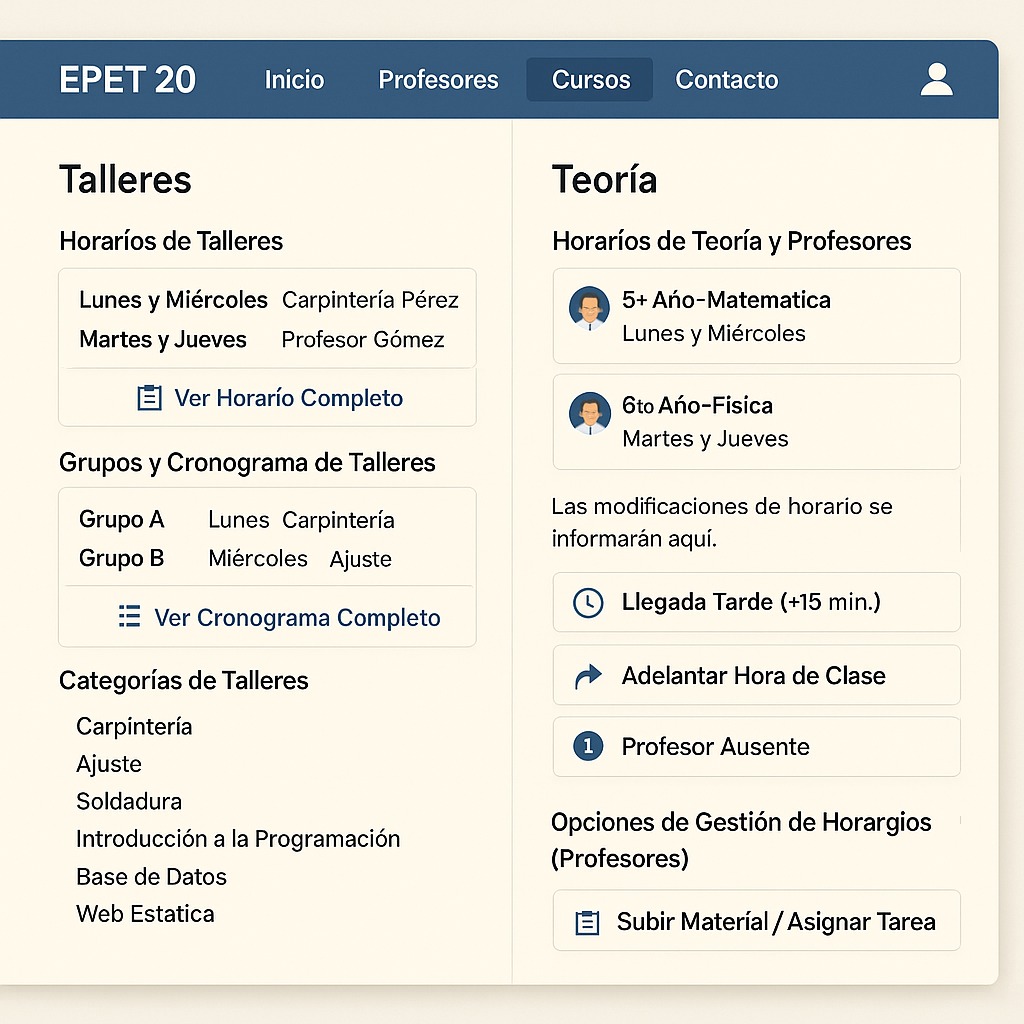 EPET 20 Inicio Profesores Cursos Contacto
Talleres
Horaríos de Talleres
Lunes y Miércoles Carpintería Pérez
Martes y Jueves Profesor Gómez
Ver Horarío Completo
Grupos y Cronograma de Talleres
Grupo A Lunes Carpintería
Grupo B Miércoles Ajuste
Ver Cronograma Completo
Categorías de Talleres
Carpintería
Ajuste
Soldadura
Introducción a la Programación
Base de Datos
Web Estatica
Teoría
Horaríos de Teoría y Profesores
5+ Ańo-Matematica
Lunes y Miércoles
6to Ańo-Fisica
Martes y Jueves
Las modificaciones de horario se
informarán aquí.
Llegada Tarde (+15 min.)
Adelantar Hora de Clase
1 Profesor Ausente
Opciones de Gestión de Horargios
(Profesores)
Subir Materíal / Asignar Tarea